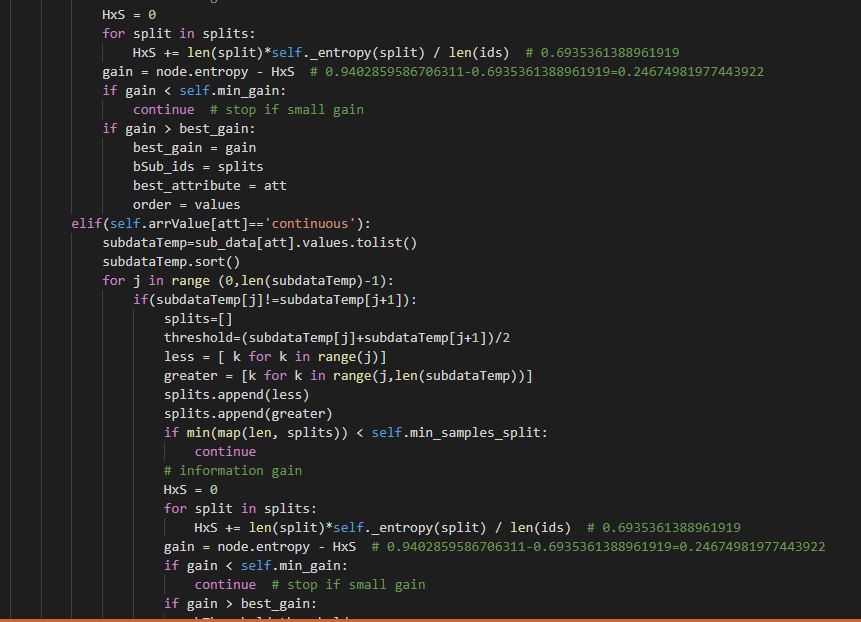 HxS = 0
for split in splits:
HxS += len(split)*self._entropy(split) / len(ids)  # 0.6935361388961919
gain = node.entropy - HxS  # 0.9402859586706311-0.6935361388961919=0.24674981977443922
if gain < self.min_gain:
continue  # stop if small gain
if gain > best_gain:
best_gain = gain
bSub_ids = splits
best_attribute = att
order = values
elif(self.arrValue[att]=='continuous'):
subdataTemp=sub_data[att].values.tolist()
subdataTemp.sort()
for j in range (0,len(subdataTemp)-1):
if(subdataTemp[j]!=subdataTemp[j+1]):
splits=[]
threshold=(subdataTemp[j]+subdataTemp[j+1])/2
less = [ k for k in range(j)]
greater = [k for k in range(j,len(subdataTemp))]
splits.append(less)
splits.append(greater)
if min(map(len, splits)) < self.min_samples_split:
continue
# information gain
HxS = 0
for split in splits:
HxS += len(split)*self._entropy(split) / len(ids)  # 0.6935361388961919
gain = node.entropy - HxS  # 0.9402859586706311-0.6935361388961919=0.24674981977443922
if gain < self.min_gain:
continue  # stop if small gain
if gain > best_gain: